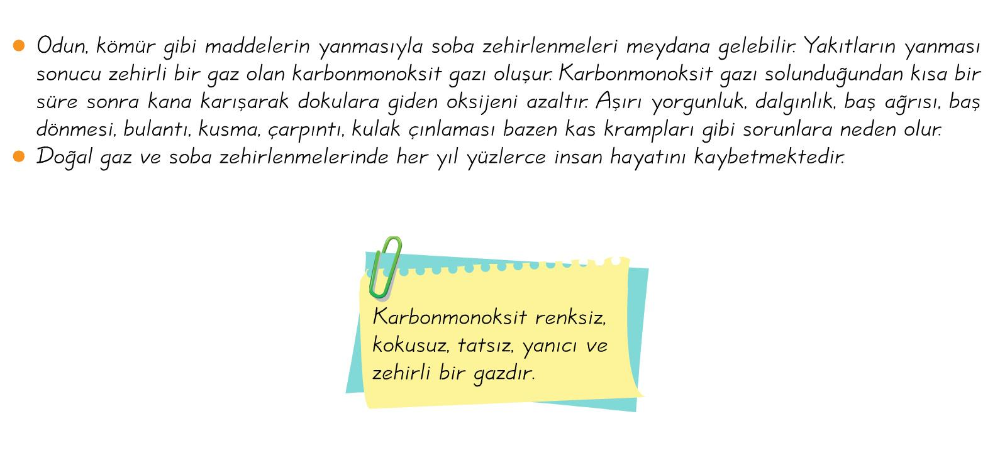 Odun, kömür gibi maddelerin yanmasıyla soba zehirlenmeleri meydana gelebilir. Yakıtların yanması
sonucu zehirli bir gaz olan karbonmonoksit gazı oluşur. Karbonmonoksit gazı solunduğundan kısa bir
süre sonra kana karışarak dokulara giden oksijeni azaltır. Aşırı yorgunluk, dalgınlık, baş ağrısı, baş
dönmesi, bulantı, kusma, çarpıntı, kulak çınlaması bazen kas krampları gibi sorunlara neden olur.
Doğal gaz ve soba zehirlenmelerinde her yıl yüzlerce insan hayatını kaybetmektedir.
Karbonmonoksit renksiz,
kokusuz, tatsız, yanıcı ve
zehirli bir gazdır.